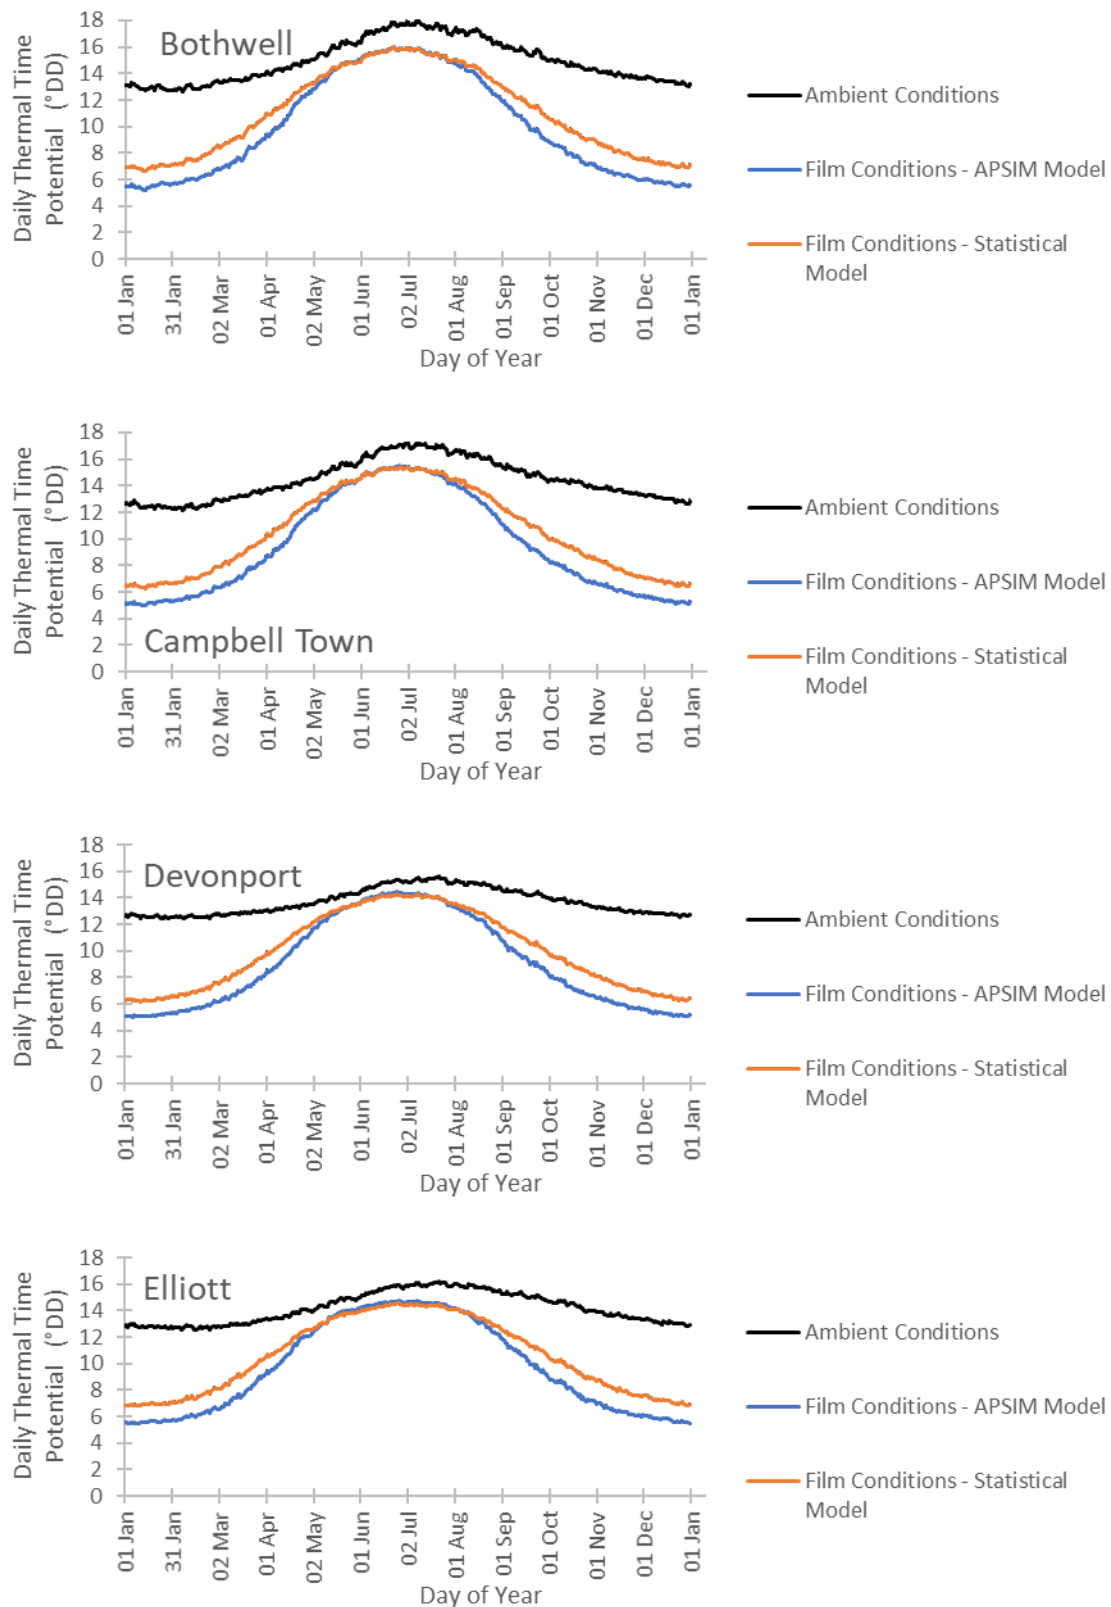 Bothwell
Daily Thermal Time
Potential (°DD)
18
16
14
12
10
8
6
4
2
0
01 Jan
31 Jan
02 Mar
01 Apr
02 May
01 Jun
02 Jul
01 Aug
01 Sep
01 Oct
01 Nov
01 Dec
01 Jan
Day of Year
Ambient Conditions
Film Conditions - APSIM Model
Film Conditions - Statistical
Model
Campbell Town
Daily Thermal Time
Potential (°DD)
18
16
14
12
10
8
6
4
2
0
01 Jan
31 Jan
02 Mar
01 Apr
02 May
01 Jun
02 Jul
01 Aug
01 Sep
01 Oct
01 Nov
01 Dec
01 Jan
Day of Year
Ambient Conditions
Film Conditions - APSIM Model
Film Conditions - Statistical
Model
Devonport
Daily Thermal Time
Potential (°DD)
18
16
14
12
10
8
6
4
2
0
01 Jan
31 Jan
02 Mar
01 Apr
02 May
01 Jun
02 Jul
01 Aug
01 Sep
01 Oct
01 Nov
01 Dec
01 Jan
Day of Year
Ambient Conditions
Film Conditions - APSIM Model
Film Conditions - Statistical
Model
Elliott
Daily Thermal Time
Potential (°DD)
18
16
14
12
10
8
6
4
2
0
01 Jan
31 Jan
02 Mar
01 Apr
02 May
01 Jun
02 Jul
01 Aug
01 Sep
01 Oct
01 Nov
01 Dec
01 Jan
Day of Year
Ambient Conditions
Film Conditions - APSIM Model
Film Conditions - Statistical
Model